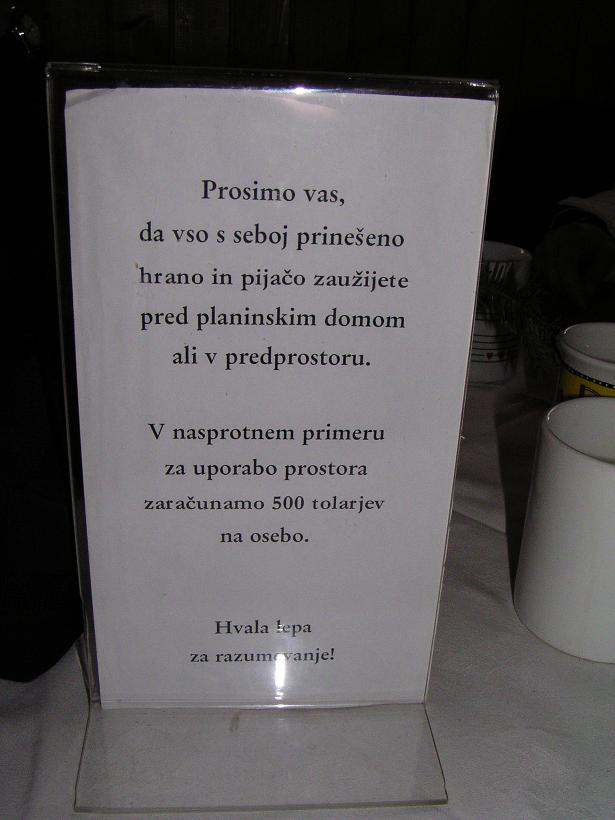 Prosimo vas,
da vso s seboj prinešeno
hrano in pijačo zaužijete
pred planinskim domom
ali v predprostoru.
V nasprotnem primeru
za uporabo prostora
zaračunamo 500 tolarjev
na osebo.
Hvala lepa
za razumevanje!